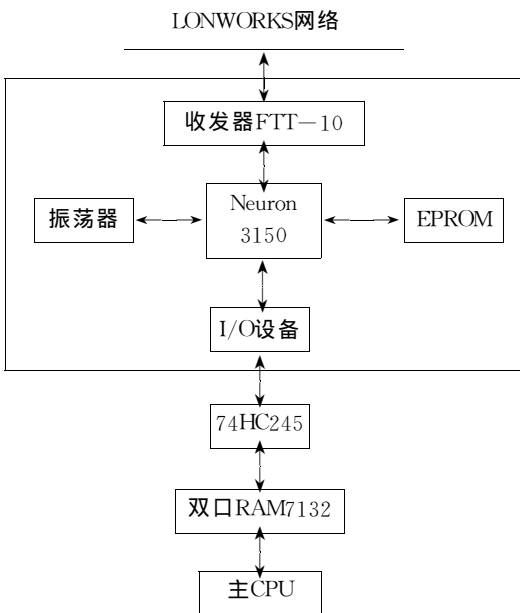 LONWORKS网络
收发器FTT—10
振荡器
Neuron
3150
EPROM
I/O设备
74HC245
双口RAM7132
主CPU